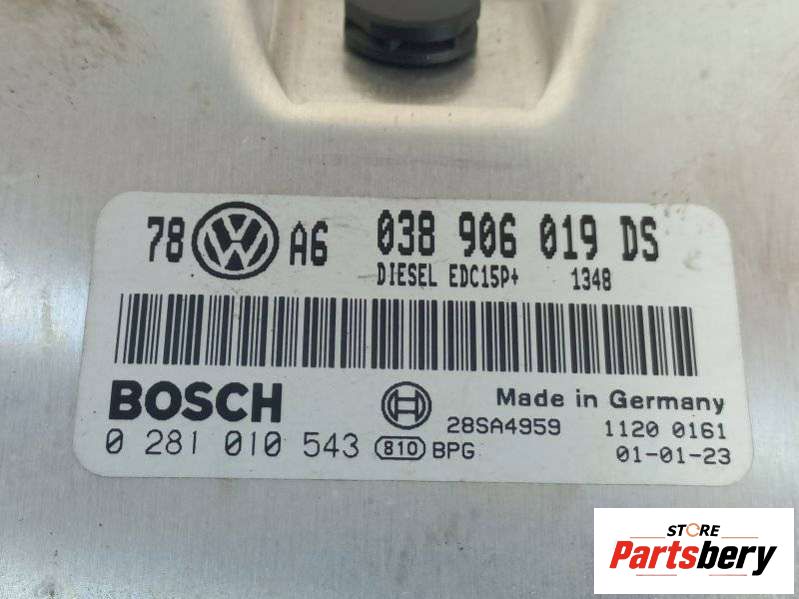 78 VW A6 038 906 019 DS
DIESEL EDC15P+ 1348
BOSCH Made in Germany
28SA4959 1120 0161
0 281 010 543 810 BPG 01-01-23
STORE
Partsbery